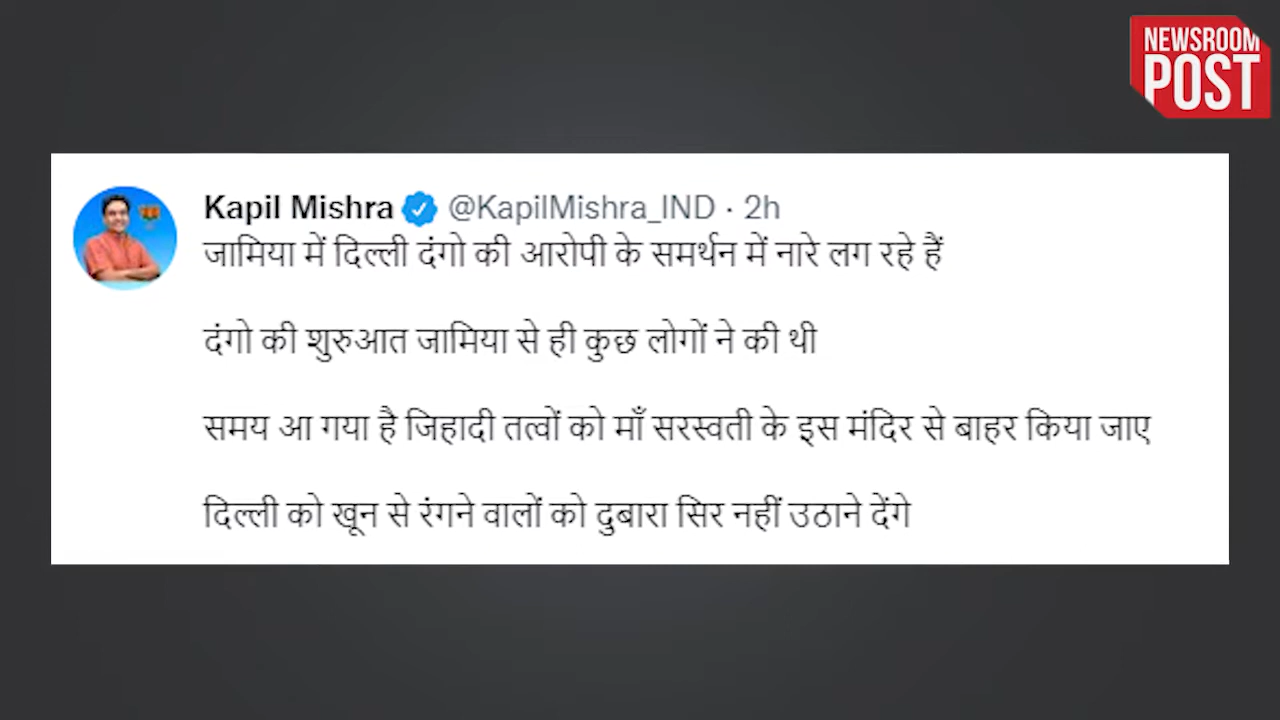 NEWSROOM
POST
Kapil Mishra @KapilMishra_IND · 2h
जामिया में दिल्ली दंगो की आरोपी के समर्थन में नारे लग रहे हैं
दंगो की शुरुआत जामिया से ही कुछ लोगों ने की थी
समय आ गया है जिहादी तत्वों को माँ सरस्वती के इस मंदिर से बाहर किया जाए
दिल्ली को खून से रंगने वालों को दुबारा सिर नहीं उठाने देंगे